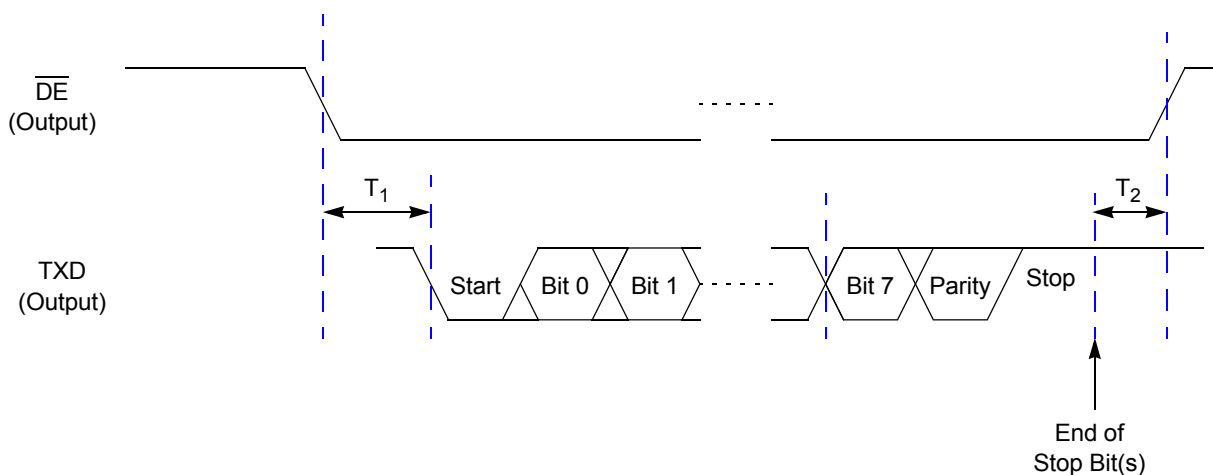 DE
(Output)
T1
T2
TXD
(Output)
Start
Bit 0
Bit 1
Bit 7
Parity
Stop
End of
Stop Bit(s)